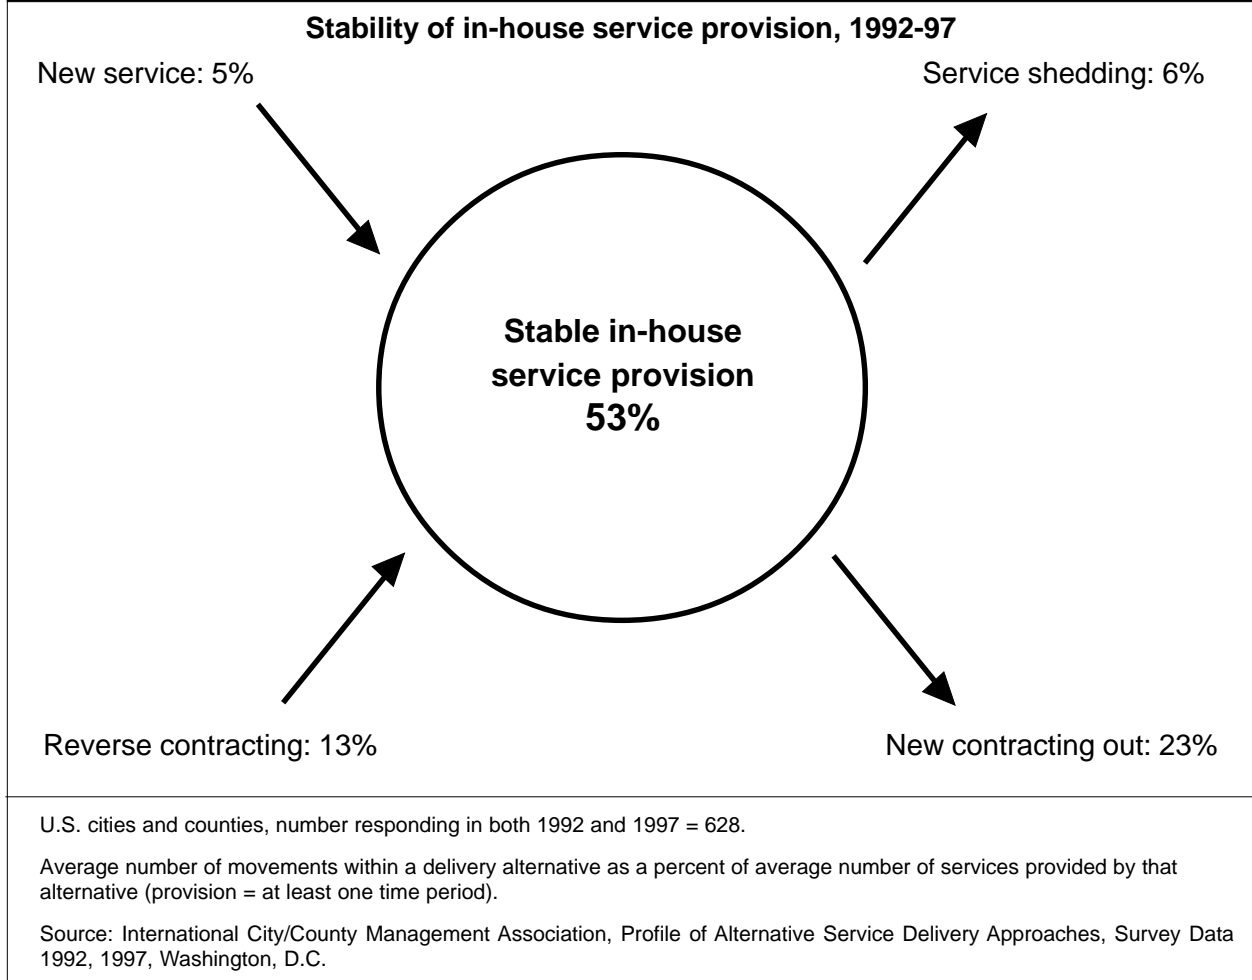 Stability of in-house service provision, 1992-97
New service: 5%
Service shedding: 6%
Stable in-house
service provision
53%
Reverse contracting: 13%
New contracting out: 23%
U.S. cities and counties, number responding in both 1992 and 1997 = 628.
Average number of movements within a delivery alternative as a percent of average number of services provided by that
alternative (provision = at least one time period).
Source: International City/County Management Association, Profile of Alternative Service Delivery Approaches, Survey Data
1992, 1997, Washington, D.C.